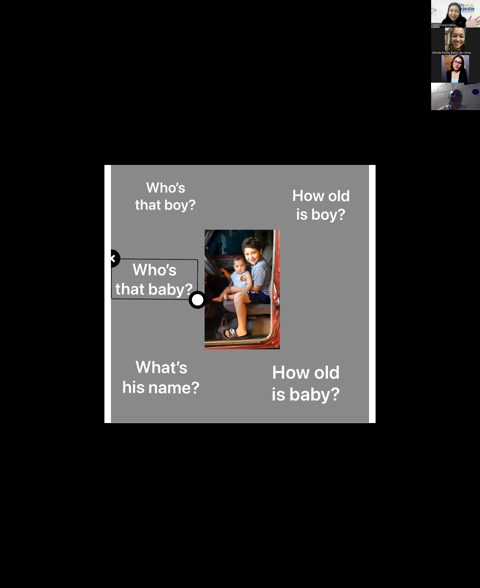 Who's
that boy?
How old
is boy?
Who's
that baby?
What's
his name?
How old
is baby?